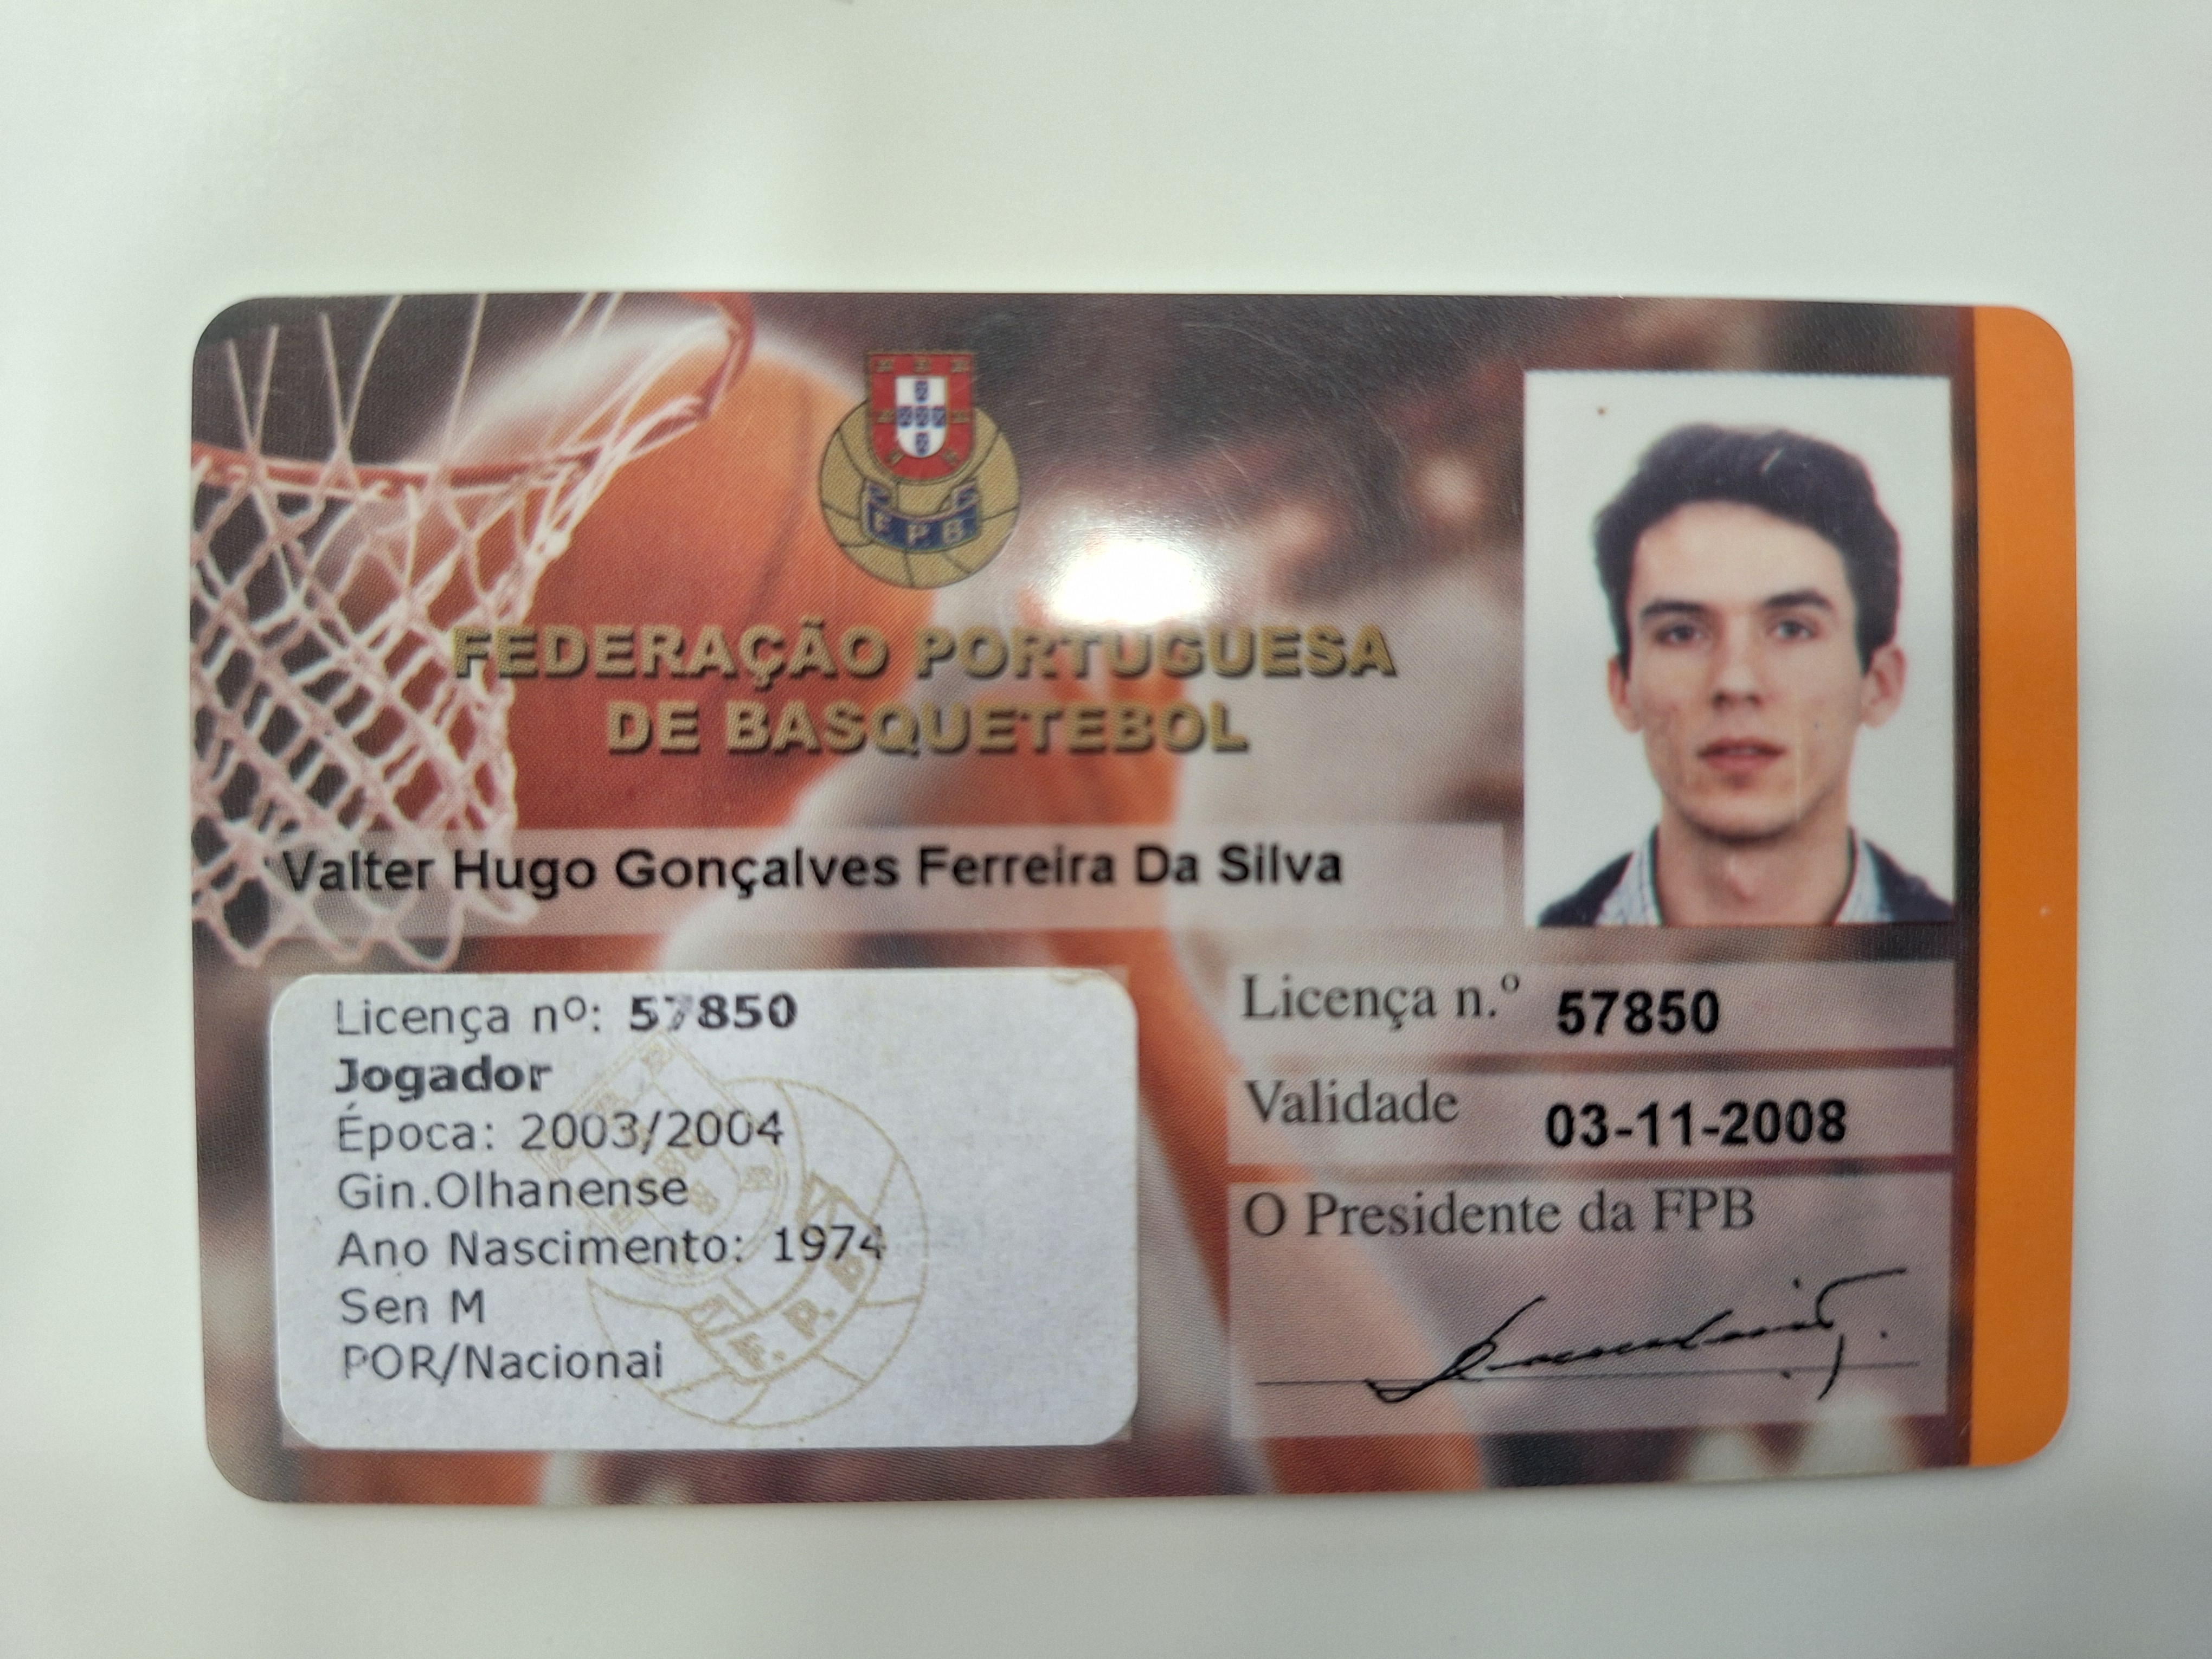 F.P.B.
FEDERAÇÃO PORTUGUESA
DE BASQUETEBOL
Valter Hugo Gonçalves Ferreira Da Silva
Licença nº: 57850
Jogador
Época: 2003/2004
Gin.Olhanense
Ano Nascimento: 1974
Sen M
POR/Nacional
F. P. B.
Licença n.º 57850
Validade 03-11-2008
O Presidente da FPB